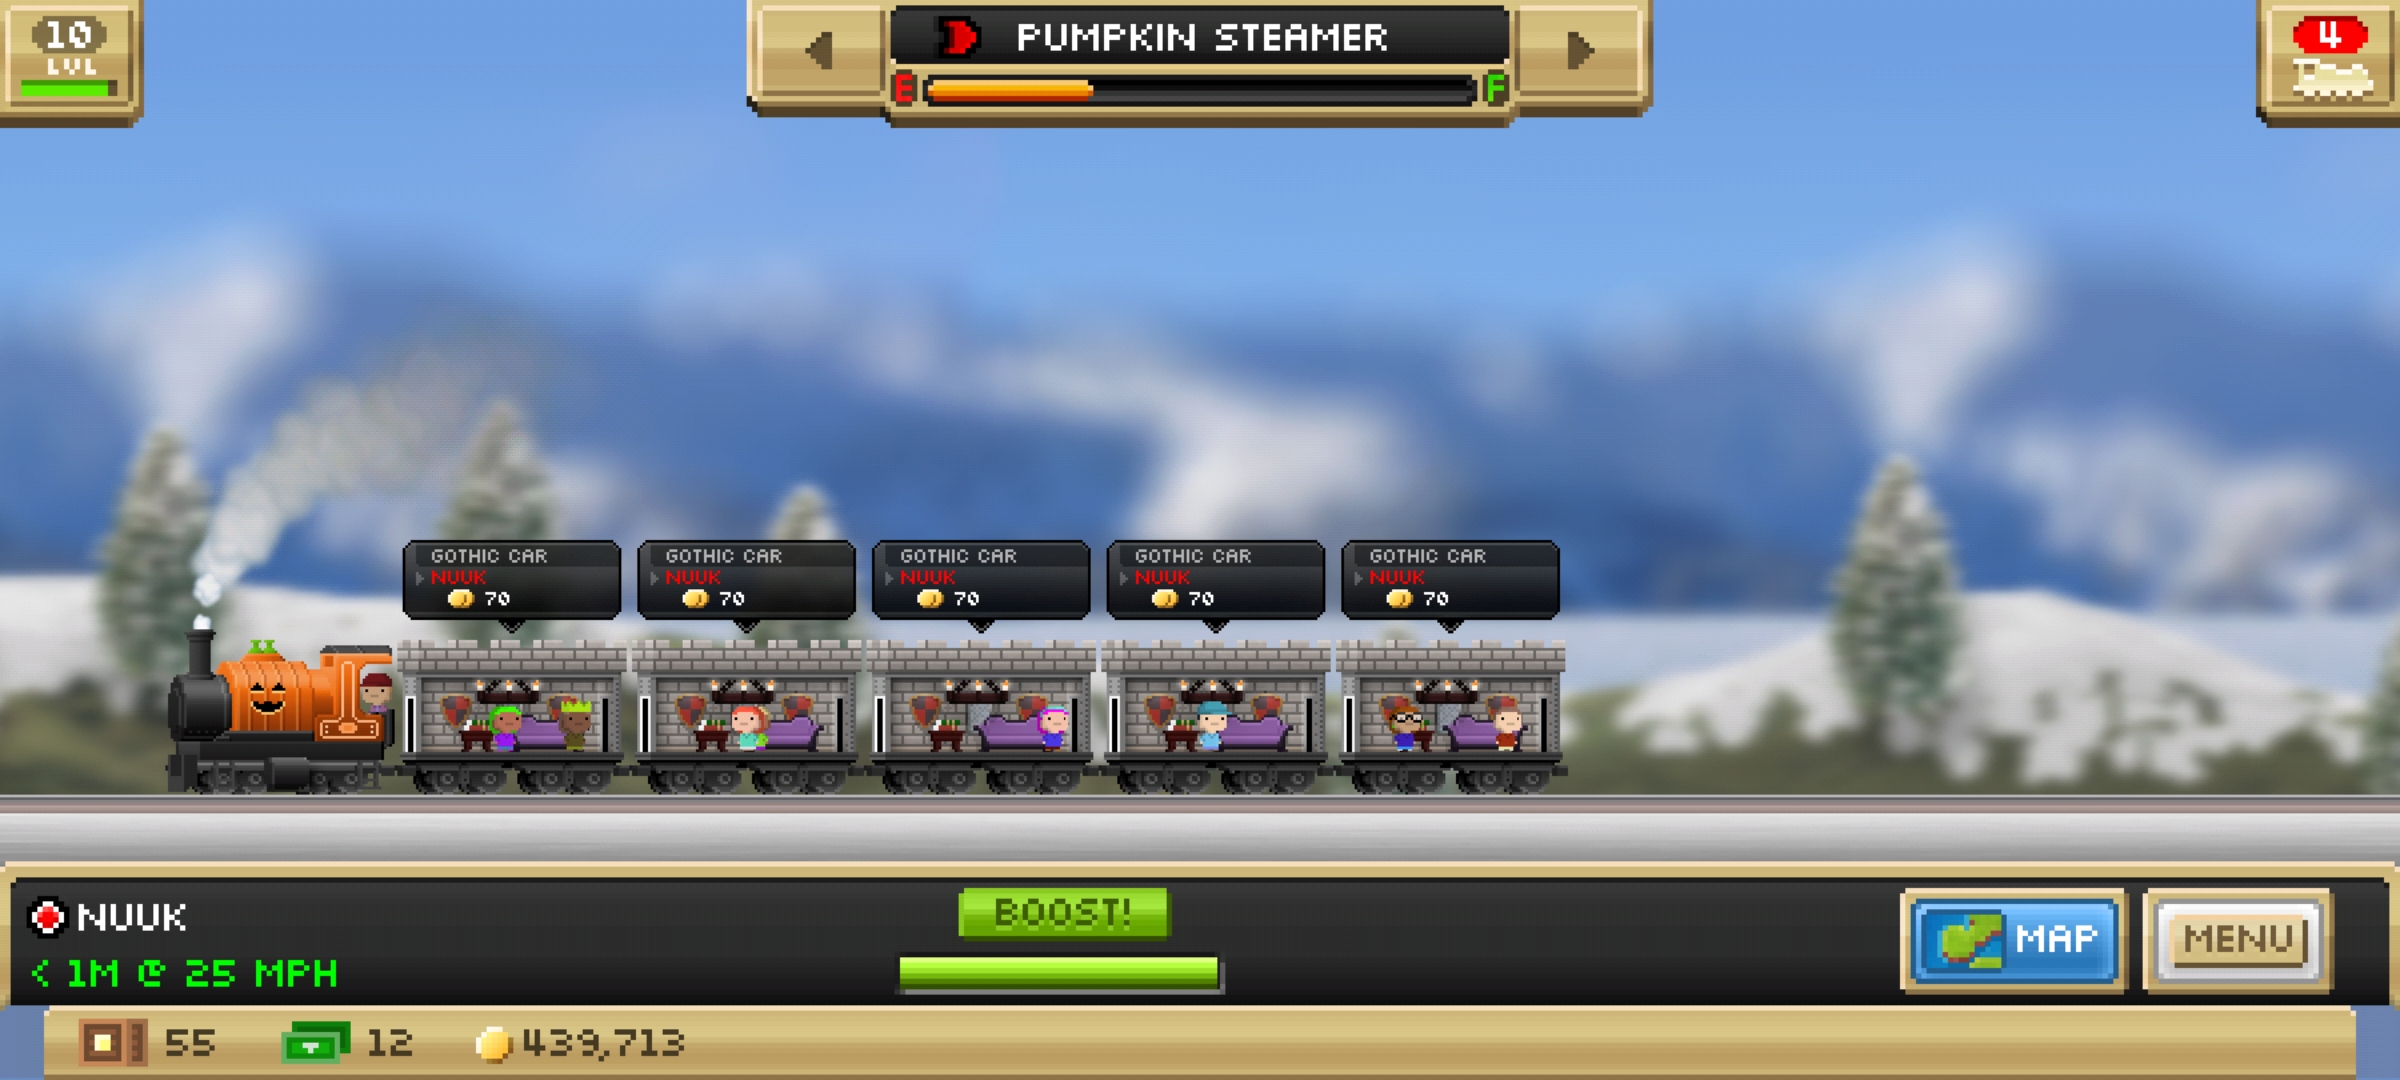 10
LVL
PUMPKIN STEAMER
E F
4
GOTHIC CAR
NUUK
70
GOTHIC CAR
NUUK
70
GOTHIC CAR
NUUK
70
GOTHIC CAR
NUUK
70
GOTHIC CAR
NUUK
70
NUUK
< 1M @ 25 MPH
BOOST!
MAP
MENU
55
12
439,713